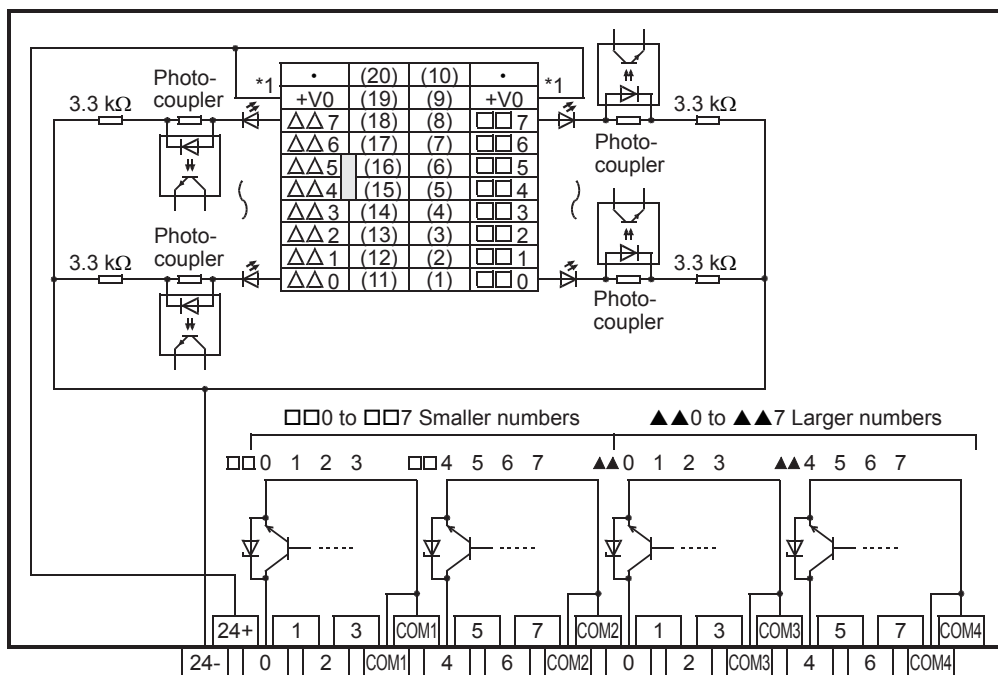 *1 • (20) (10) • *1
+V0 (19) (9) +V0
3.3 kΩ Photo-coupler △△7 (18) (8) □□7 3.3 kΩ
△△6 (17) (7) □□6 Photo-coupler
△△5 (16) (6) □□5
△△4 (15) (5) □□4
△△3 (14) (4) □□3
△△2 (13) (3) □□2
△△1 (12) (2) □□1
3.3 kΩ Photo-coupler △△0 (11) (1) □□0 3.3 kΩ
Photo-coupler
□□0 to □□7 Smaller numbers ▲▲0 to ▲▲7 Larger numbers
□□0 1 2 3 □□4 5 6 7 ▲▲0 1 2 3 ▲▲4 5 6 7
24+ 1 3 COM1 5 7 COM2 1 3 COM3 5 7 COM4
24- 0 2 COM1 4 6 COM2 0 2 COM3 4 6 COM4